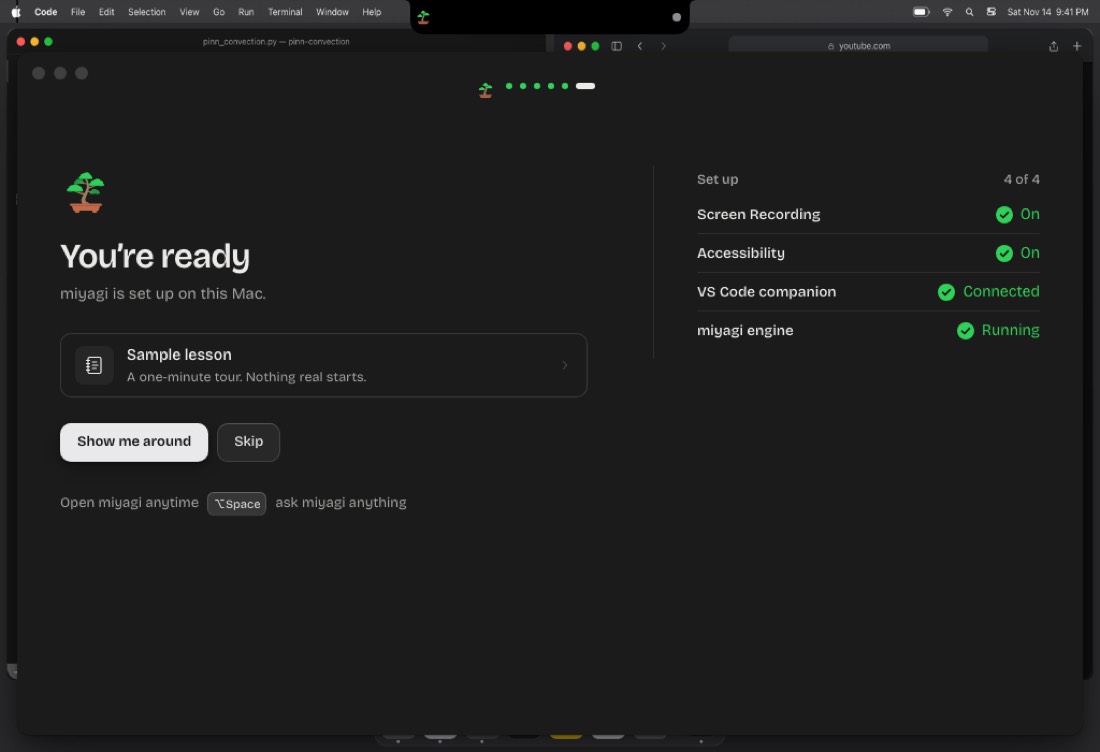 Code File Edit Selection View Go Run Terminal Window Help
Sat Nov 14 9:41 PM
pinn_convection.py — pinn-convection
youtube.com
You're ready
miyagi is set up on this Mac.
Sample lesson
A one-minute tour. Nothing real starts.
Show me around
Skip
Open miyagi anytime ⌥Space ask miyagi anything
Set up 4 of 4
Screen Recording On
Accessibility On
VS Code companion Connected
miyagi engine Running